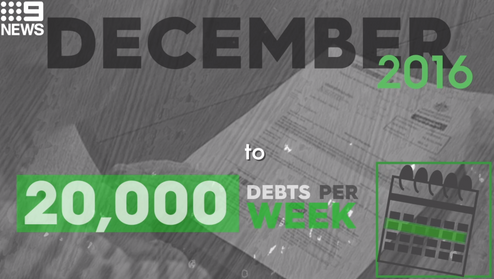 9
NEWS
DECEMBER
2016
to
20,000 DEBTS PER
WEEK